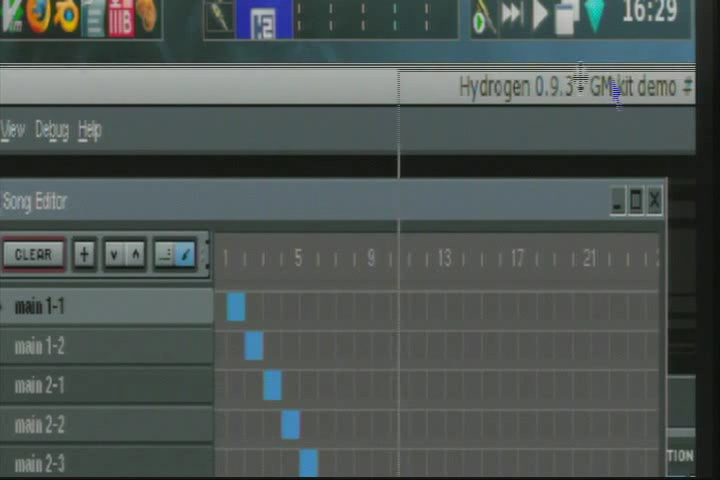 16:29
Hydrogen 0.9.3 - GM kit demo #
View Debug Help
Song Editor
CLEAR
1 5 9 13 17 21
main 1-1
main 1-2
main 2-1
main 2-2
main 2-3
TION